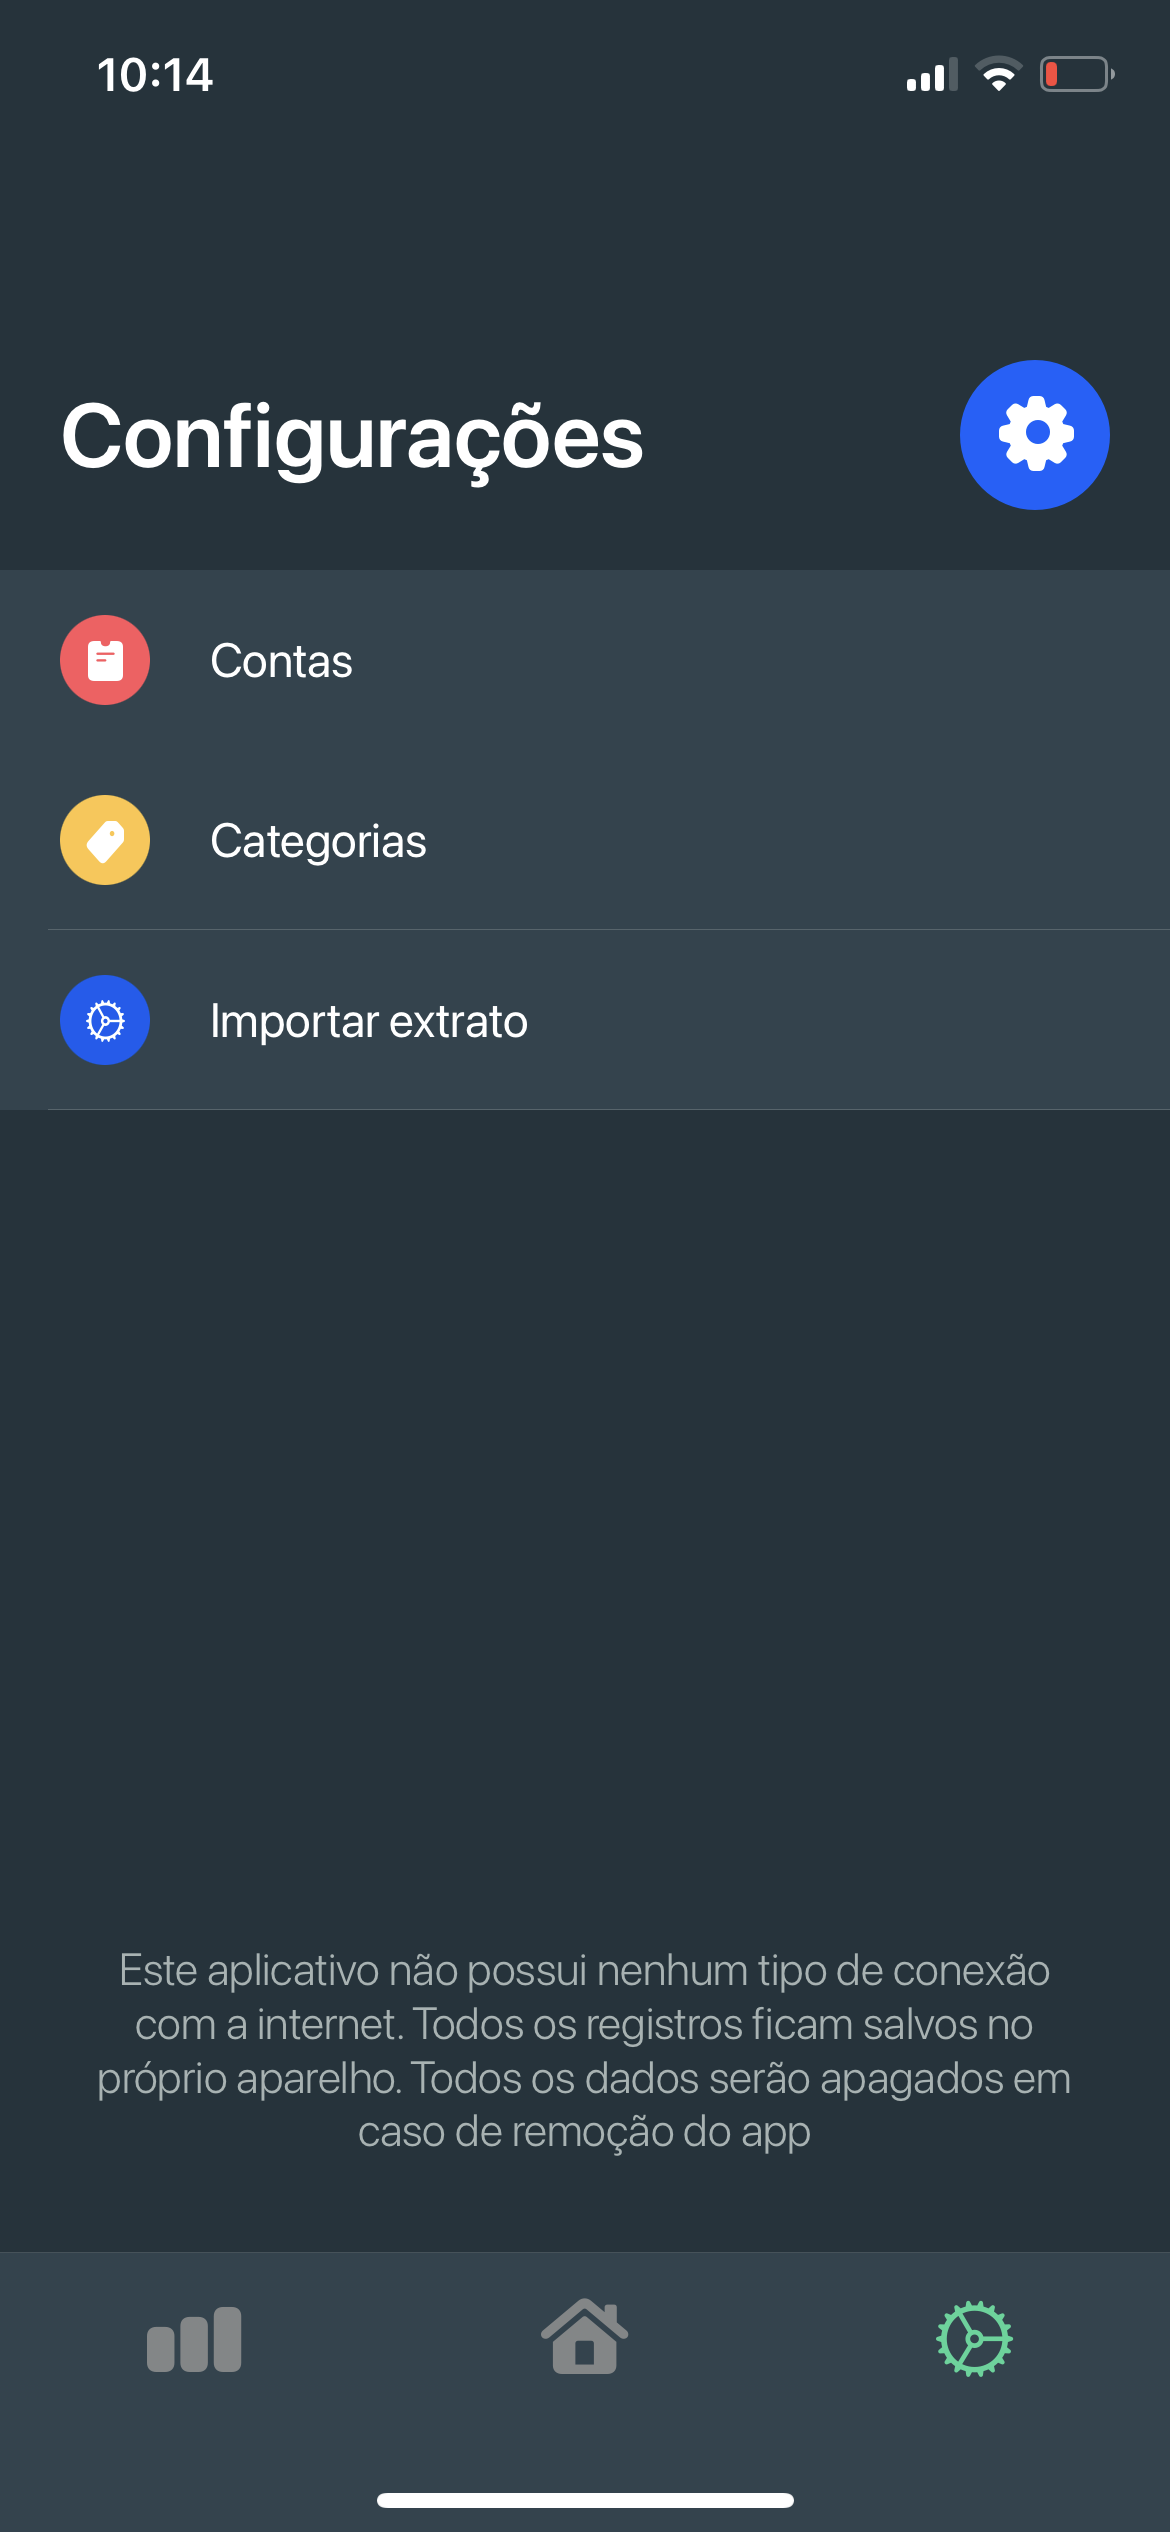 10:14
Configurações
Contas
Categorias
Importar extrato
Este aplicativo não possui nenhum tipo de conexão
com a internet. Todos os registros ficam salvos no
próprio aparelho. Todos os dados serão apagados em
caso de remoção do app